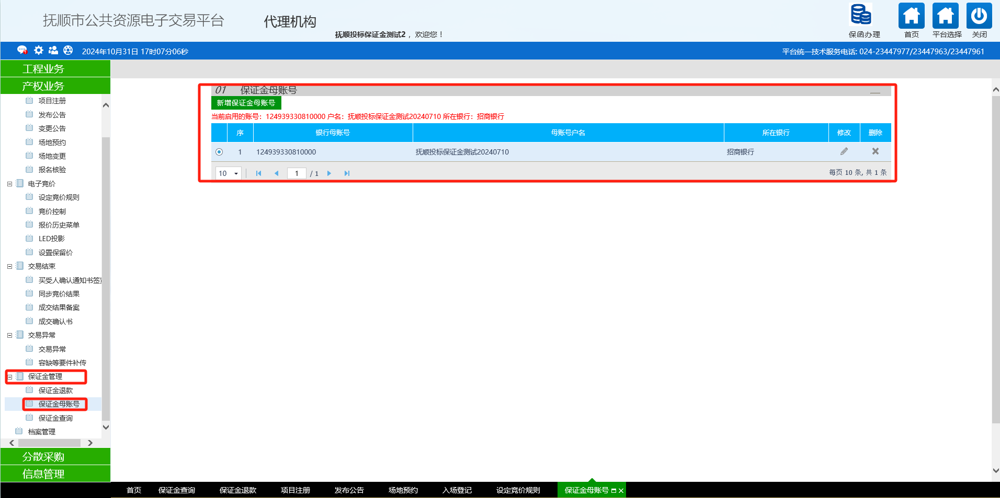 抚顺市公共资源电子交易平台
代理机构
抚顺投标保证金测试2 ，欢迎您！
保函办理
首页
平台选择
关闭
2024年10月31日 17时07分06秒
平台统一技术服务电话: 024-23447977/23447963/23447961
工程业务
产权业务
项目注册
发布公告
变更公告
场地预约
场地变更
报名核验
电子竞价
设定竞价规则
竞价控制
报价历史菜单
LED投影
设置保留价
交易结束
买受人确认通知书签
同步竞价结果
成交结果备案
成交确认书
交易异常
交易异常
容缺等要件补传
保证金管理
保证金退款
保证金母账号
保证金查询
档案管理
分散采购
信息管理
01 保证金母账号
新增保证金母账号
当前启用的账号：124939330810000 户名：抚顺投标保证金测试20240710 所在银行：招商银行
序 银行母账号 母账号户名 所在银行 修改 删除
1 124939330810000 抚顺投标保证金测试20240710 招商银行
10 1 / 1 每页 10 条, 共 1 条
首页 保证金查询 保证金退款 项目注册 发布公告 场地预约 入场登记 设定竞价规则 保证金母账号